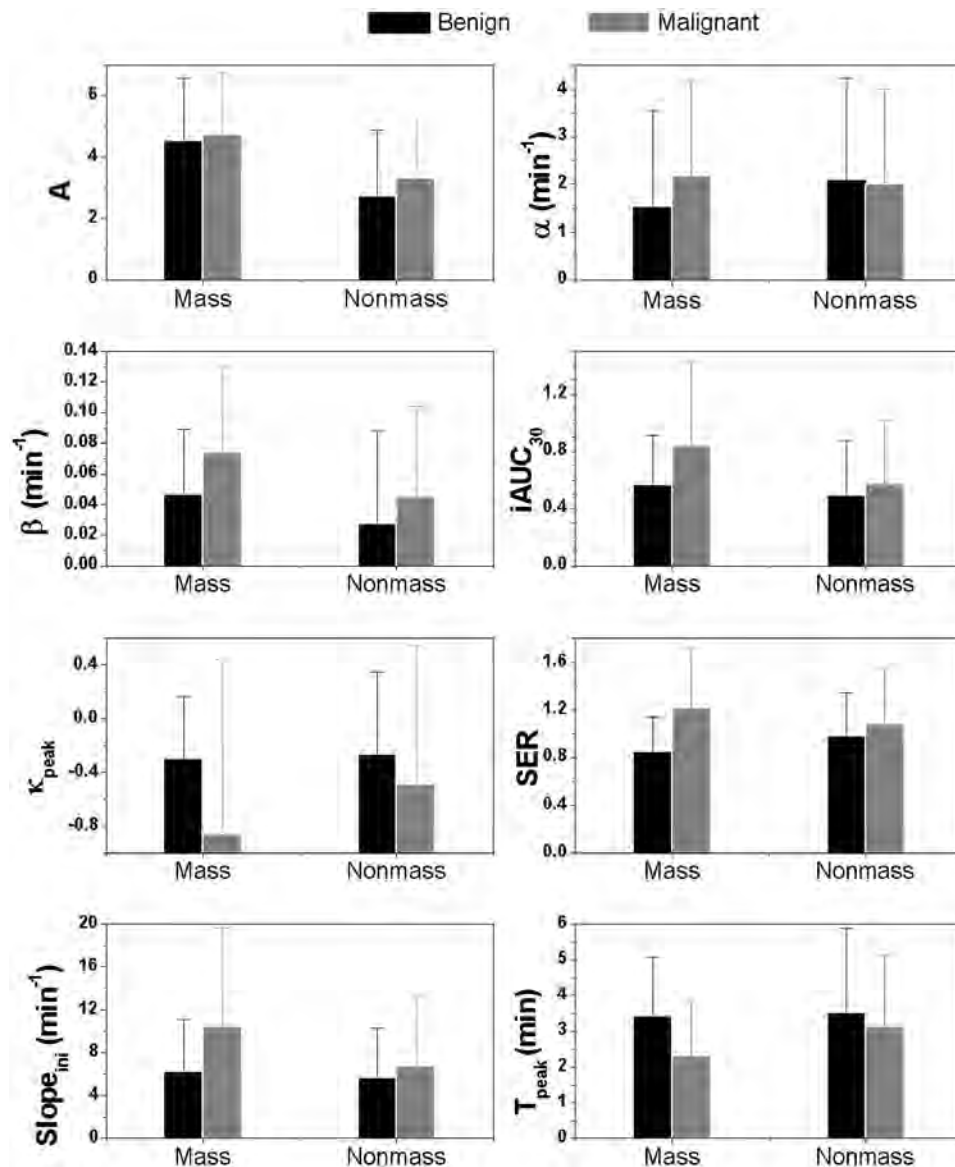 Benign Malignant
6
4
2
0
A
Mass Nonmass
4
3
2
1
0
α (min⁻¹)
Mass Nonmass
0.14
0.12
0.10
0.08
0.06
0.04
0.02
0.00
β (min⁻¹)
Mass Nonmass
1.2
0.8
0.4
0.0
iAUC₃₀
Mass Nonmass
0.4
0.0
-0.4
-0.8
κpeak
Mass Nonmass
1.6
1.2
0.8
0.4
0.0
SER
Mass Nonmass
20
16
12
8
4
0
Slopeini (min⁻¹)
Mass Nonmass
6
5
4
3
2
1
0
Tpeak (min)
Mass Nonmass